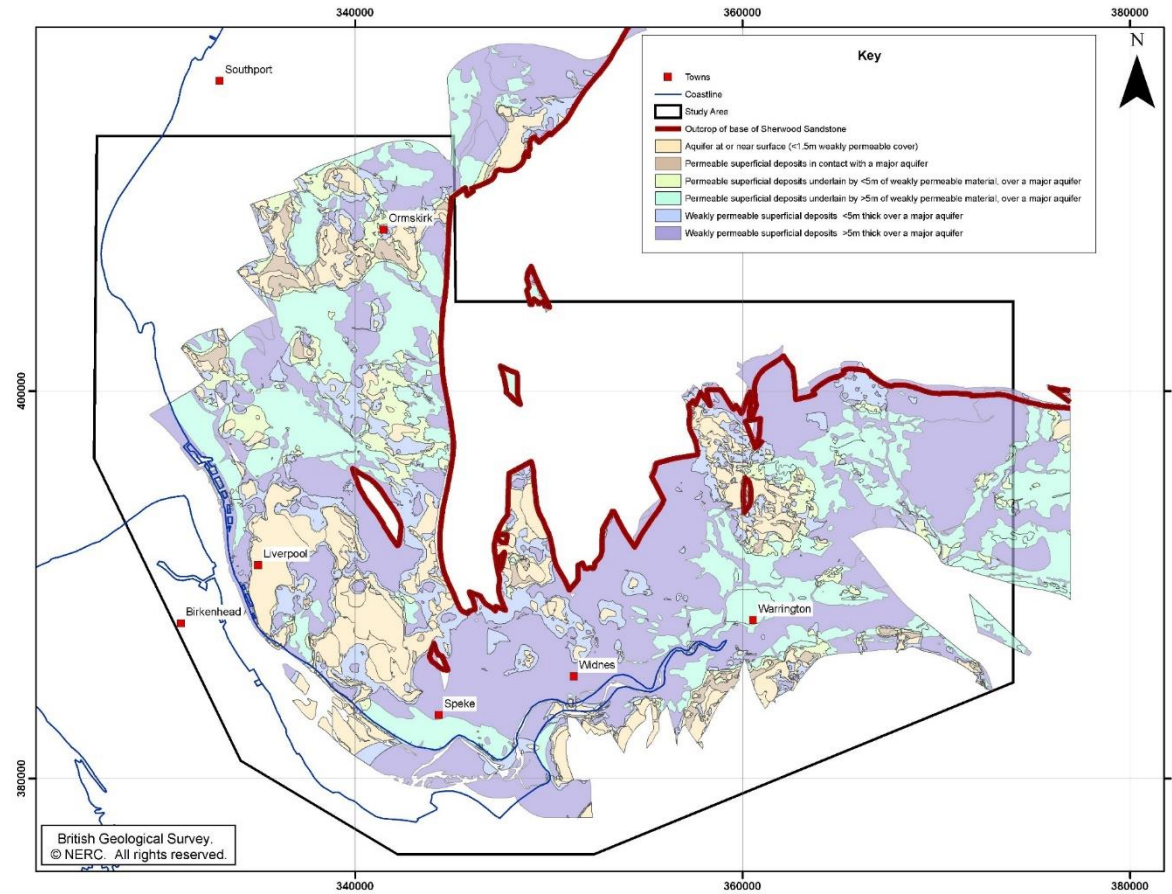 340000
360000
380000
N
Southport
Key
Towns
Coastline
Study Area
Outcrop of base of Sherwood Sandstone
Aquifer at or near surface (<1.5m weakly permeable cover)
Permeable superficial deposits in contact with a major aquifer
Permeable superficial deposits underlain by <5m of weakly permeable material, over a major aquifer
Permeable superficial deposits underlain by >5m of weakly permeable material, over a major aquifer
Weakly permeable superficial deposits <5m thick over a major aquifer
Weakly permeable superficial deposits >5m thick over a major aquifer
Ormskirk
400000
400000
Liverpool
Birkenhead
Warrington
Widnes
Speke
380000
380000
British Geological Survey.
© NERC. All rights reserved.
340000
360000
380000